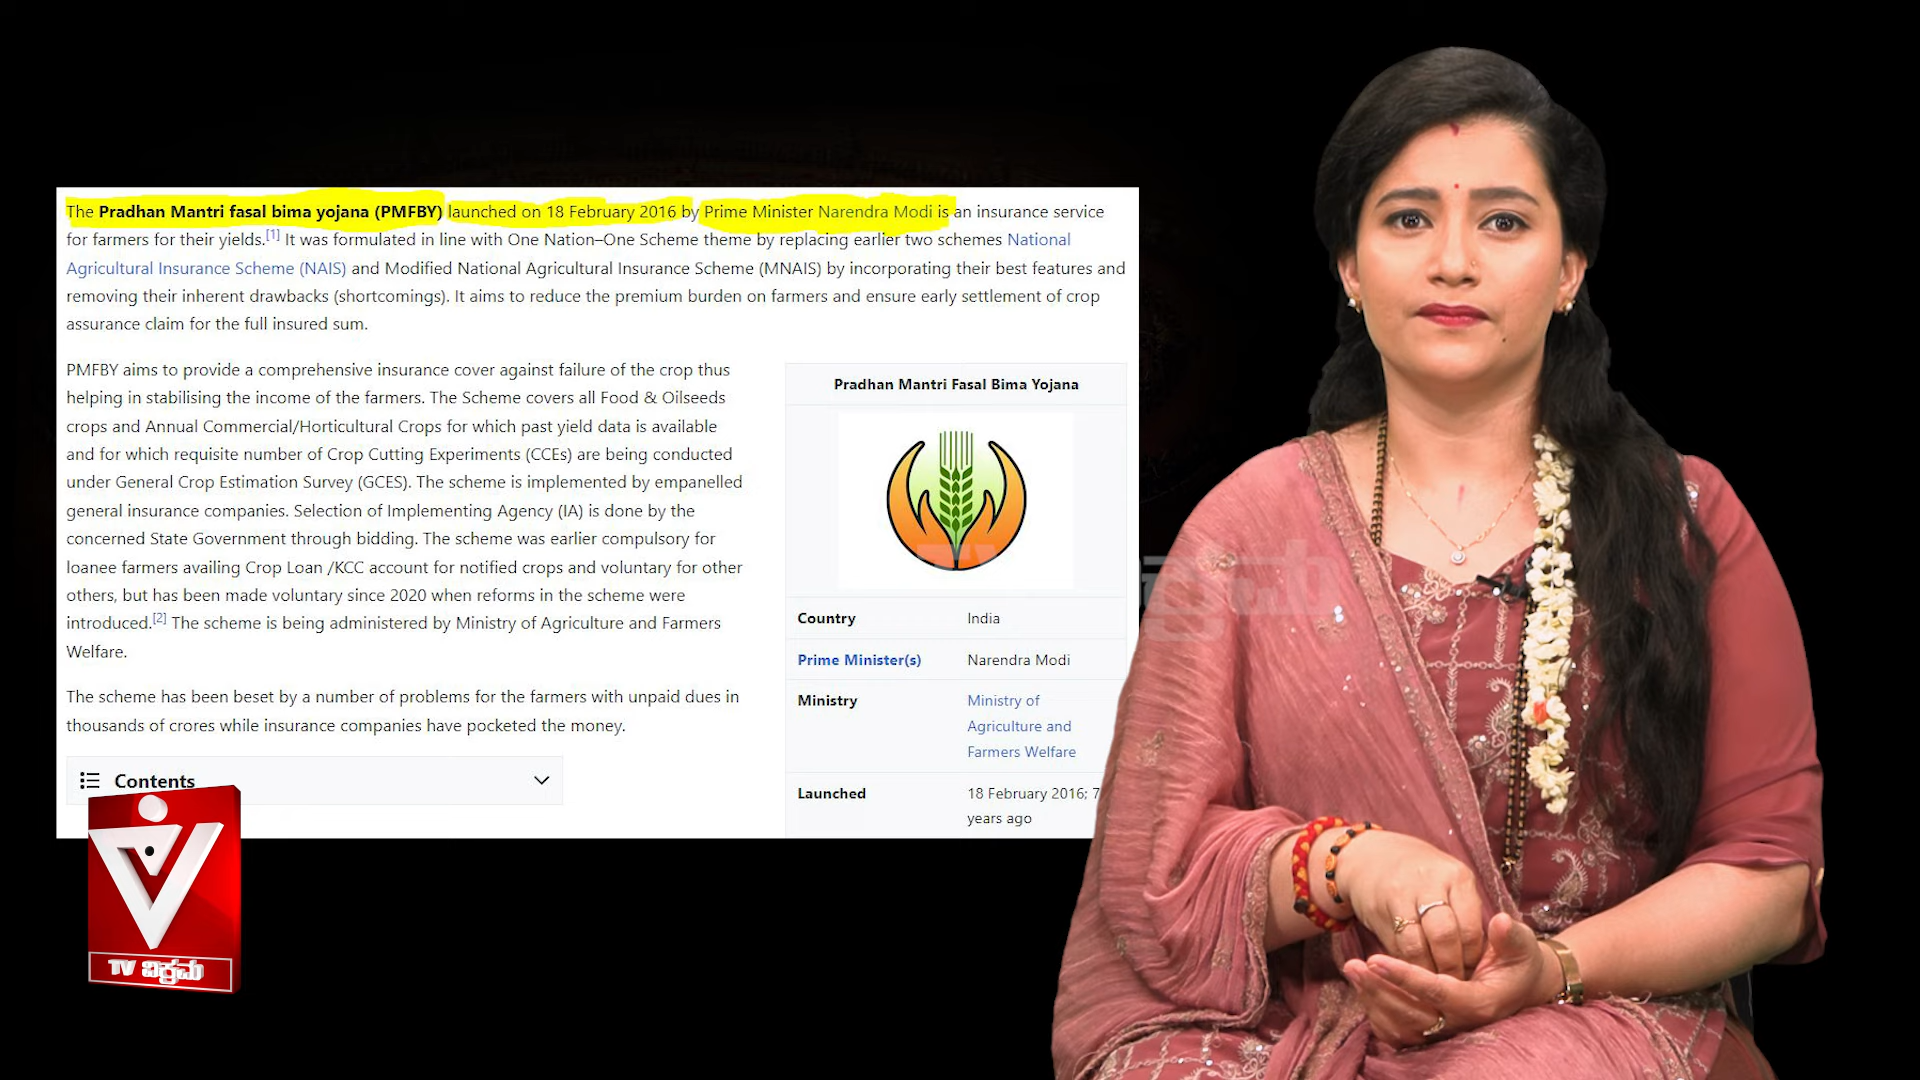 The Pradhan Mantri fasal bima yojana (PMFBY) launched on 18 February 2016 by Prime Minister Narendra Modi is an insurance service
for farmers for their yields.[1] It was formulated in line with One Nation–One Scheme theme by replacing earlier two schemes National
Agricultural Insurance Scheme (NAIS) and Modified National Agricultural Insurance Scheme (MNAIS) by incorporating their best features and
removing their inherent drawbacks (shortcomings). It aims to reduce the premium burden on farmers and ensure early settlement of crop
assurance claim for the full insured sum.
PMFBY aims to provide a comprehensive insurance cover against failure of the crop thus
helping in stabilising the income of the farmers. The Scheme covers all Food & Oilseeds
crops and Annual Commercial/Horticultural Crops for which past yield data is available
and for which requisite number of Crop Cutting Experiments (CCEs) are being conducted
under General Crop Estimation Survey (GCES). The scheme is implemented by empanelled
general insurance companies. Selection of Implementing Agency (IA) is done by the
concerned State Government through bidding. The scheme was earlier compulsory for
loanee farmers availing Crop Loan /KCC account for notified crops and voluntary for other
others, but has been made voluntary since 2020 when reforms in the scheme were
introduced.[2] The scheme is being administered by Ministry of Agriculture and Farmers
Welfare.
The scheme has been beset by a number of problems for the farmers with unpaid dues in
thousands of crores while insurance companies have pocketed the money.
Contents
Pradhan Mantri Fasal Bima Yojana
Country India
Prime Minister(s) Narendra Modi
Ministry Ministry of
Agriculture and
Farmers Welfare
Launched 18 February 2016; 7
years ago
TV ವಿಕ್ರಮ